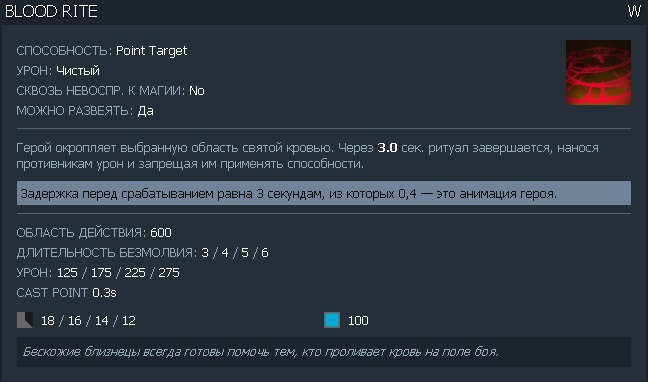 BLOOD RITE W
СПОСОБНОСТЬ: Point Target
УРОН: Чистый
СКВОЗЬ НЕВОСПР. К МАГИИ: No
МОЖНО РАЗВЕЯТЬ: Да
Герой окропляет выбранную область святой кровью. Через 3.0 сек. ритуал завершается, нанося
противникам урон и запрещая им применять способности.
Задержка перед срабатыванием равна 3 секундам, из которых 0,4 — это анимация героя.
ОБЛАСТЬ ДЕЙСТВИЯ: 600
ДЛИТЕЛЬНОСТЬ БЕЗМОЛВИЯ: 3 / 4 / 5 / 6
УРОН: 125 / 175 / 225 / 275
CAST POINT 0.3s
18 / 16 / 14 / 12 100
Бескожие близнецы всегда готовы помочь тем, кто проливает кровь на поле боя.